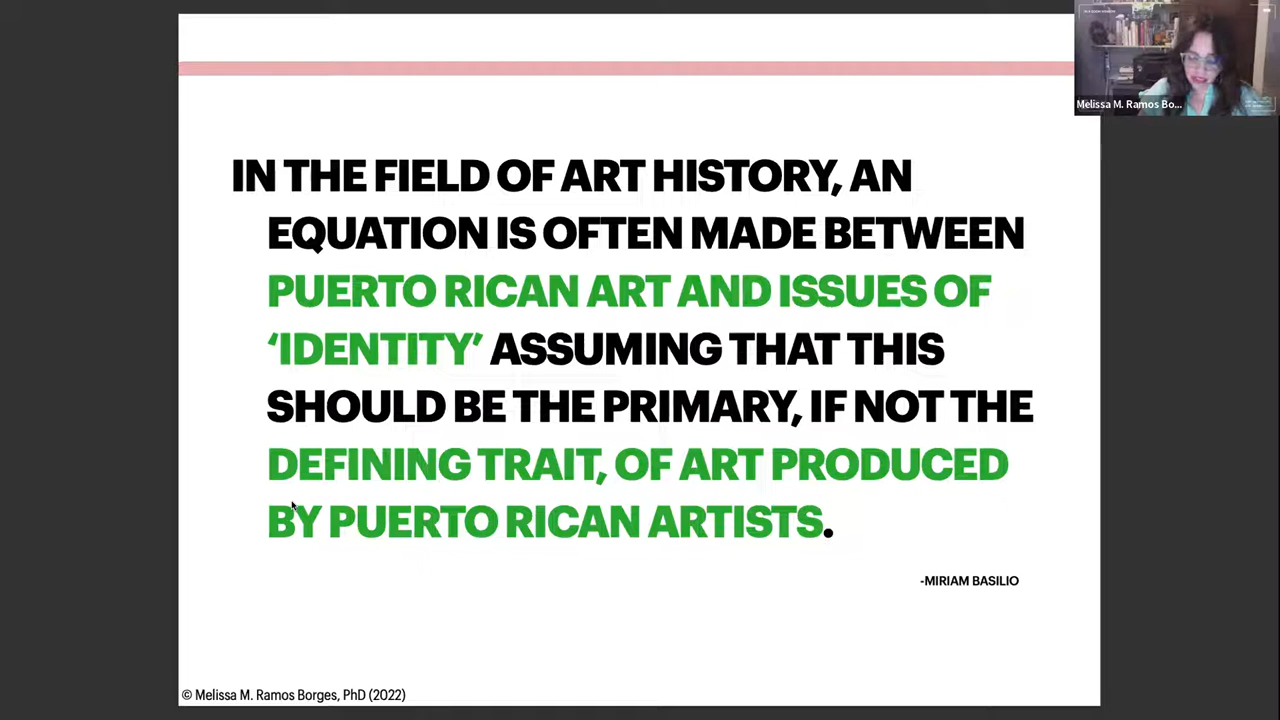 IN THE FIELD OF ART HISTORY, AN
EQUATION IS OFTEN MADE BETWEEN
PUERTO RICAN ART AND ISSUES OF
‘IDENTITY’ ASSUMING THAT THIS
SHOULD BE THE PRIMARY, IF NOT THE
DEFINING TRAIT, OF ART PRODUCED
BY PUERTO RICAN ARTISTS.
-MIRIAM BASILIO
© Melissa M. Ramos Borges, PhD (2022)
Melissa M. Ramos Bo...